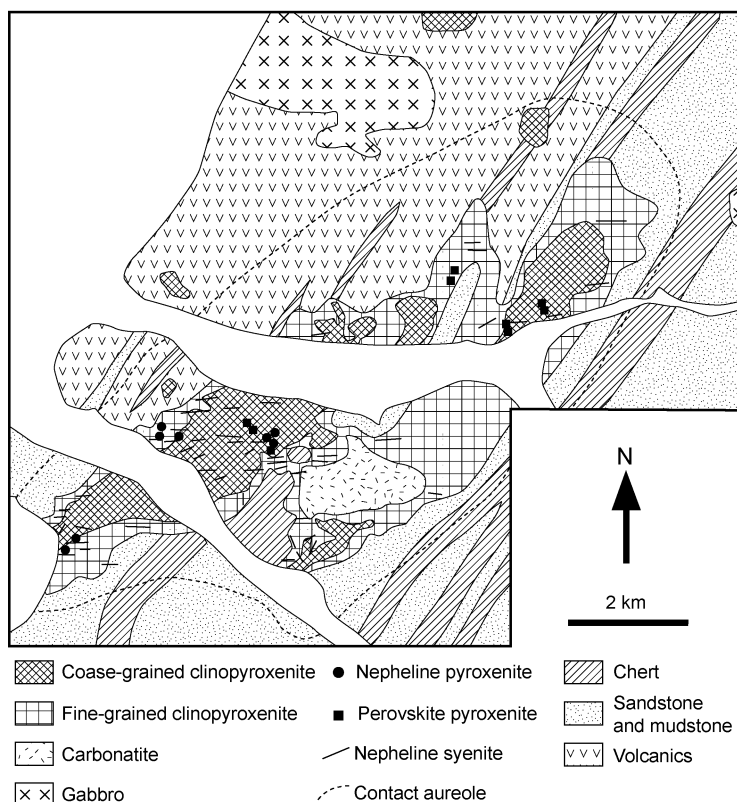 N
2 km
Coase-grained clinopyroxenite
Nepheline pyroxenite
Chert
Fine-grained clinopyroxenite
Perovskite pyroxenite
Sandstone
and mudstone
Carbonatite
Nepheline syenite
Volcanics
Gabbro
Contact aureole